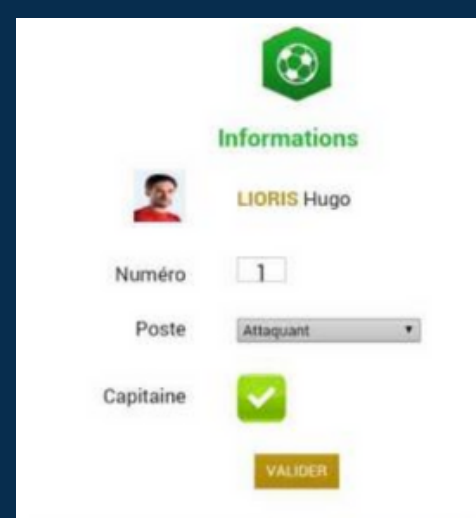 Informations
LIORIS Hugo
Numéro 1
Poste Attaquant
Capitaine
VALIDER